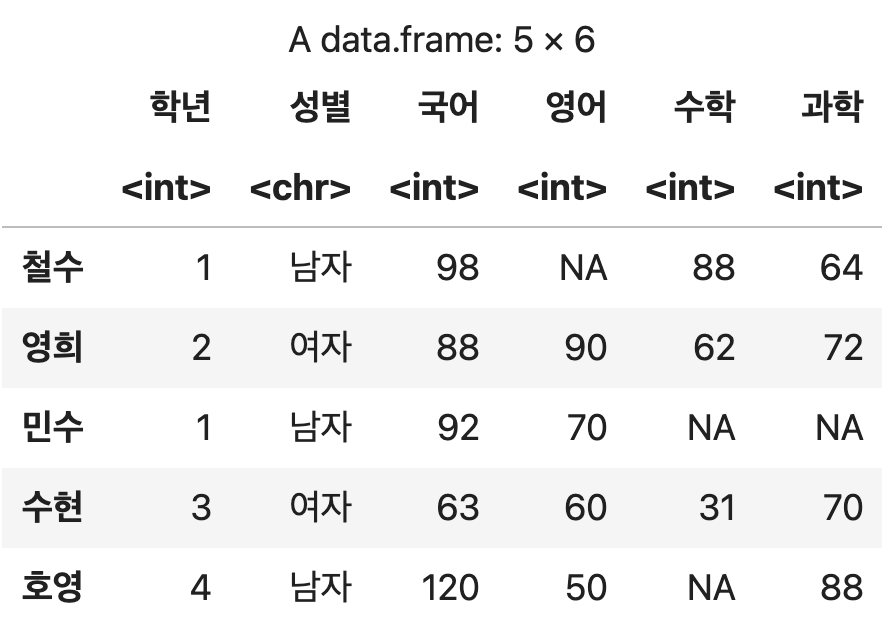 A data.frame: 5 × 6
학년 성별 국어 영어 수학 과학
<int> <chr> <int> <int> <int> <int>
철수 1 남자 98 NA 88 64
영희 2 여자 88 90 62 72
민수 1 남자 92 70 NA NA
수현 3 여자 63 60 31 70
호영 4 남자 120 50 NA 88